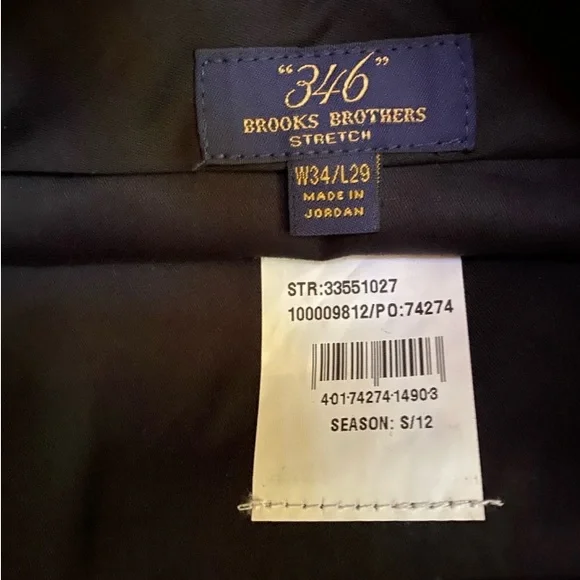 "346"
BROOKS BROTHERS
STRETCH
W34/L29
MADE IN
JORDAN
STR:33551027
100009812/PO:74274
4-01-74274-1490-3
SEASON: S/12